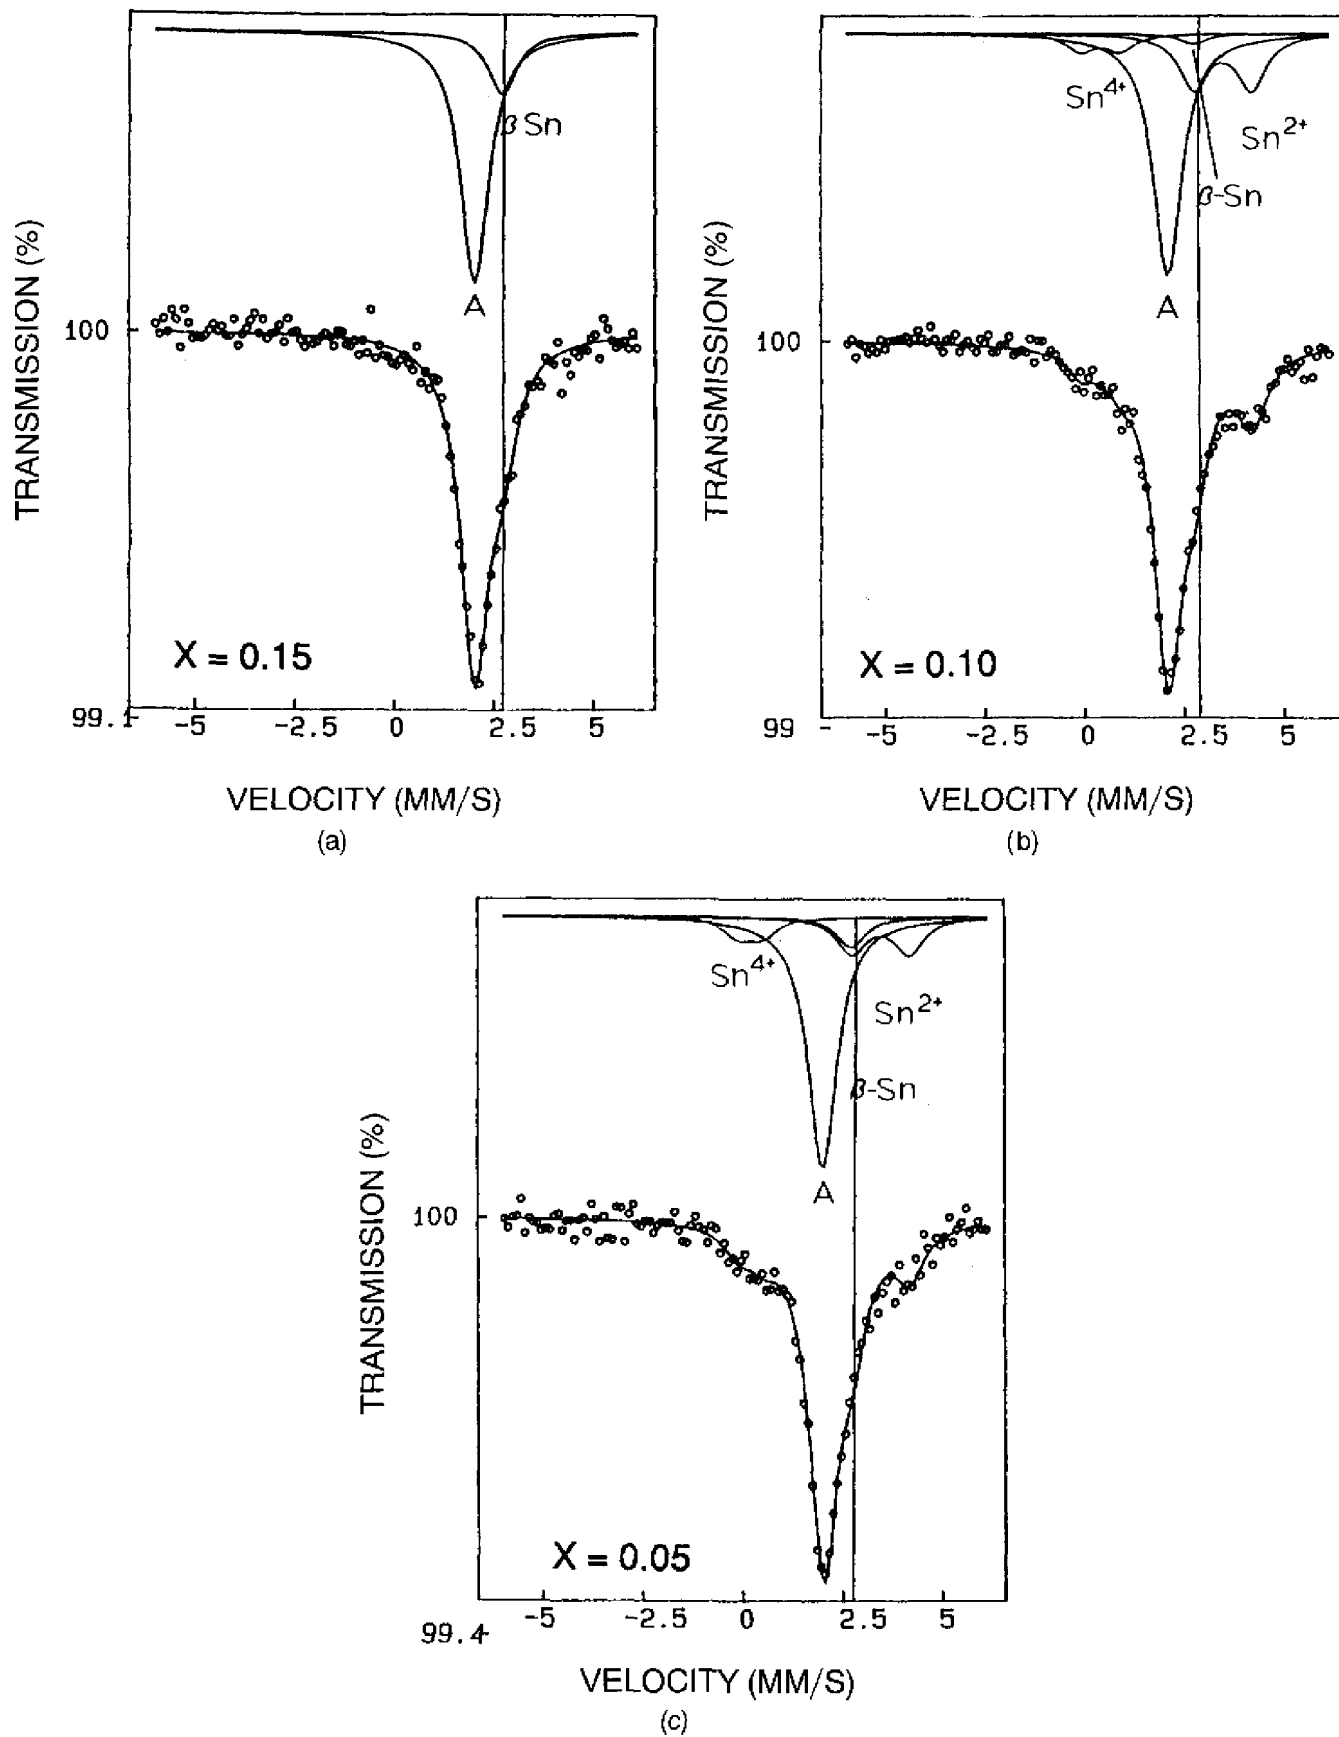 TRANSMISSION (%)
100
99.1
β Sn
A
X = 0.15
-5 -2.5 0 2.5 5
VELOCITY (MM/S)
(a)
TRANSMISSION (%)
100
99
Sn4+
Sn2+
β-Sn
A
X = 0.10
-5 -2.5 0 2.5 5
VELOCITY (MM/S)
(b)
TRANSMISSION (%)
100
99.4
Sn4+
Sn2+
β-Sn
A
X = 0.05
-5 -2.5 0 2.5 5
VELOCITY (MM/S)
(c)